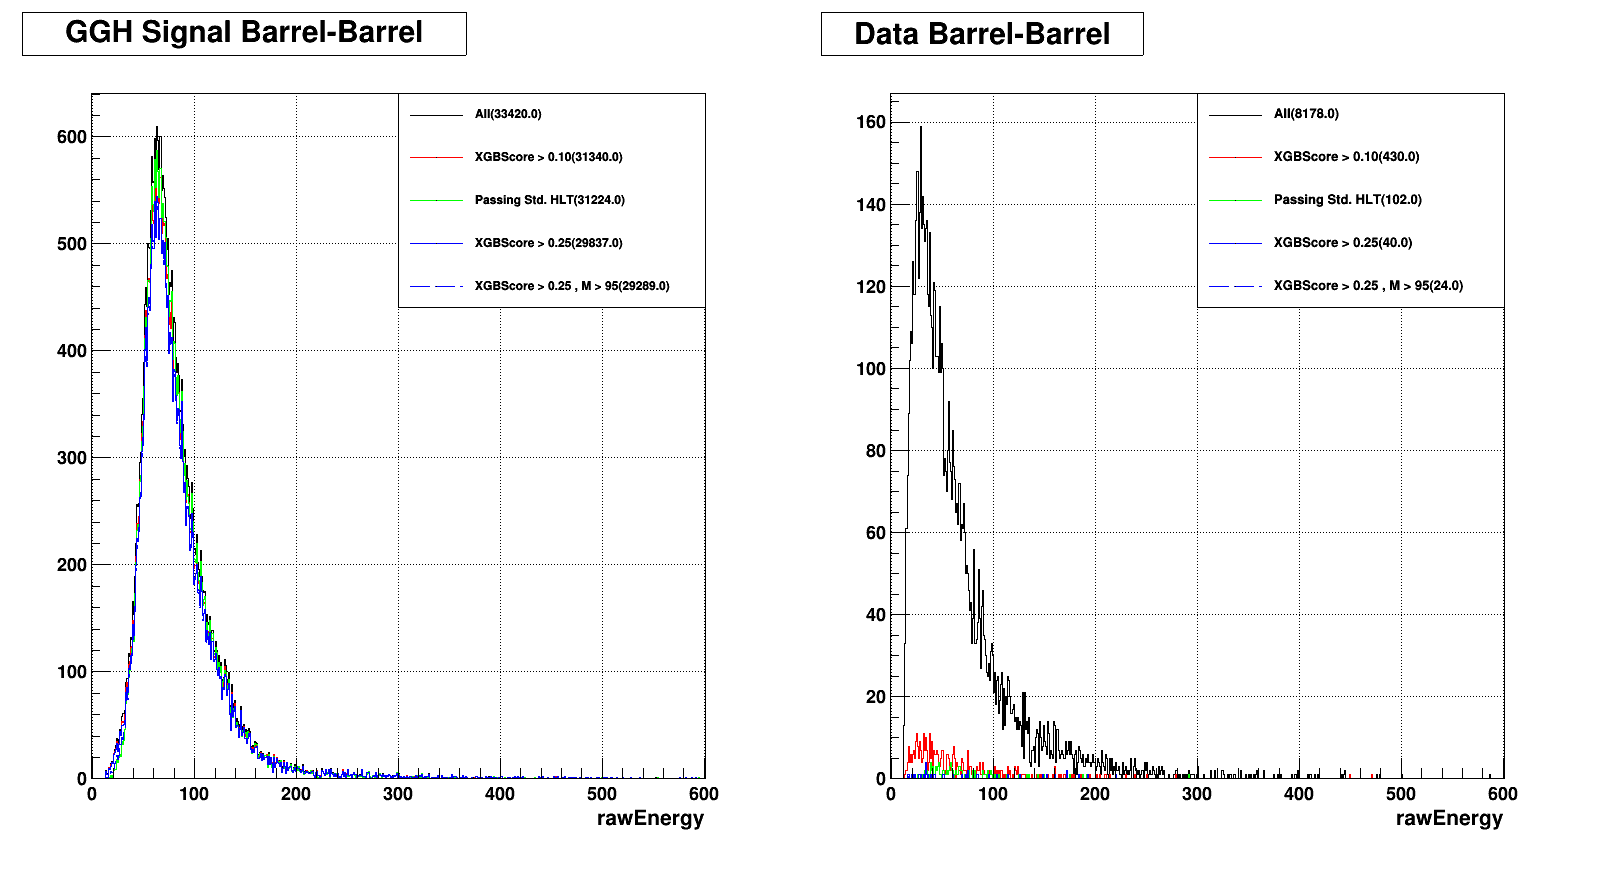 GGH Signal Barrel-Barrel
All(33420.0)
XGBScore > 0.10(31340.0)
Passing Std. HLT(31224.0)
XGBScore > 0.25(29837.0)
XGBScore > 0.25 , M > 95(29289.0)
600
500
400
300
200
100
0
0 100 200 300 400 500 600
rawEnergy
Data Barrel-Barrel
All(8178.0)
XGBScore > 0.10(430.0)
Passing Std. HLT(102.0)
XGBScore > 0.25(40.0)
XGBScore > 0.25 , M > 95(24.0)
160
140
120
100
80
60
40
20
0
0 100 200 300 400 500 600
rawEnergy